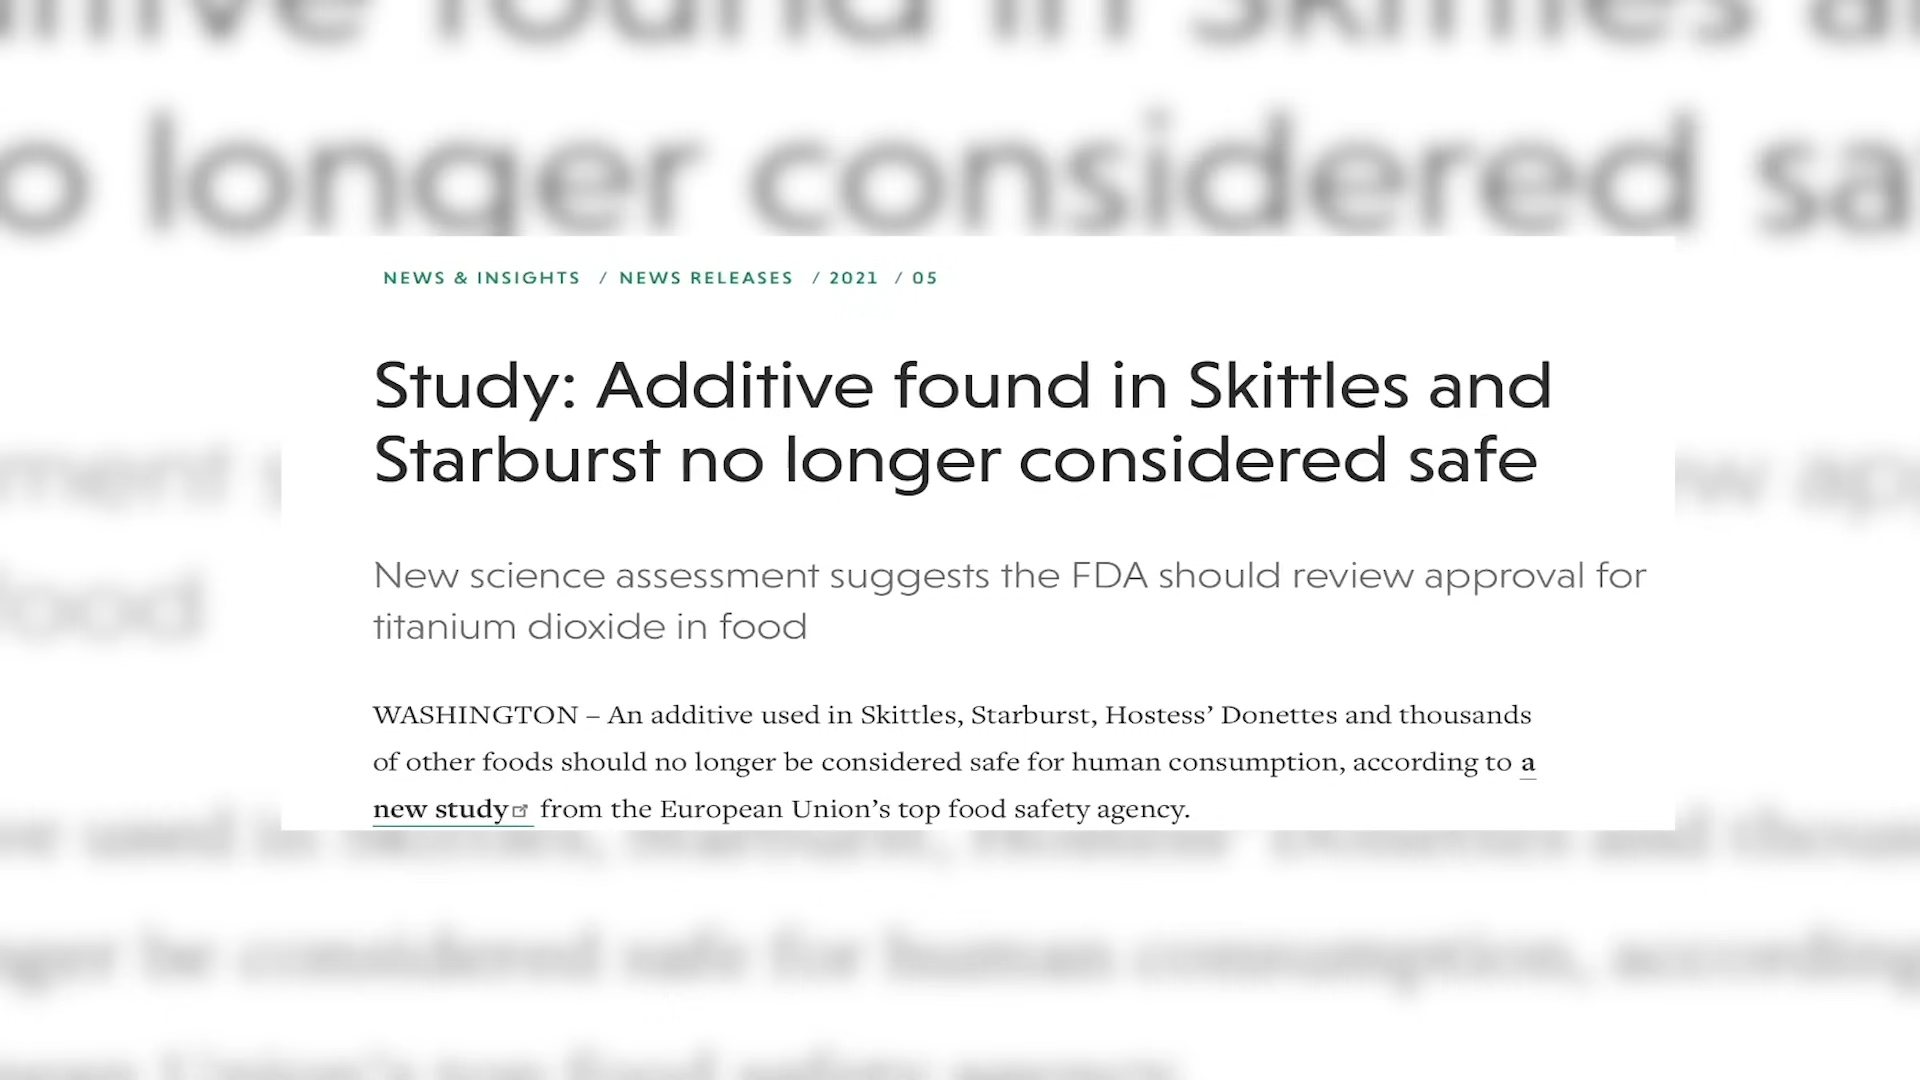 NEWS & INSIGHTS / NEWS RELEASES / 2021 / 05
Study: Additive found in Skittles and
Starburst no longer considered safe
New science assessment suggests the FDA should review approval for
titanium dioxide in food
WASHINGTON – An additive used in Skittles, Starburst, Hostess’ Donettes and thousands
of other foods should no longer be considered safe for human consumption, according to a
new study from the European Union’s top food safety agency.